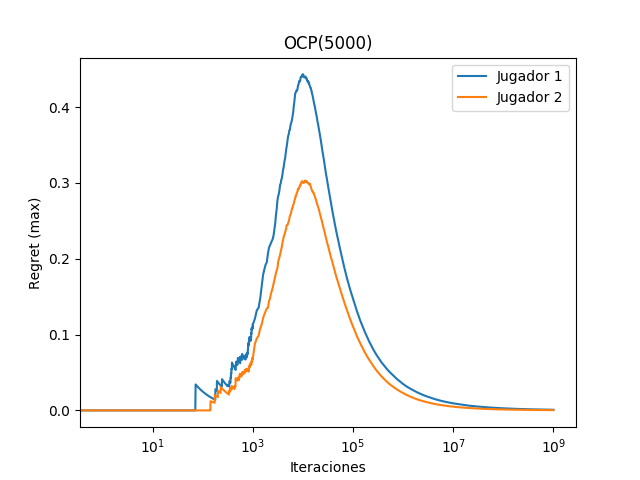 OCP(5000)
Jugador 1
Jugador 2
Regret (max)
0.4
0.3
0.2
0.1
0.0
10^1
10^3
10^5
10^7
10^9
Iteraciones